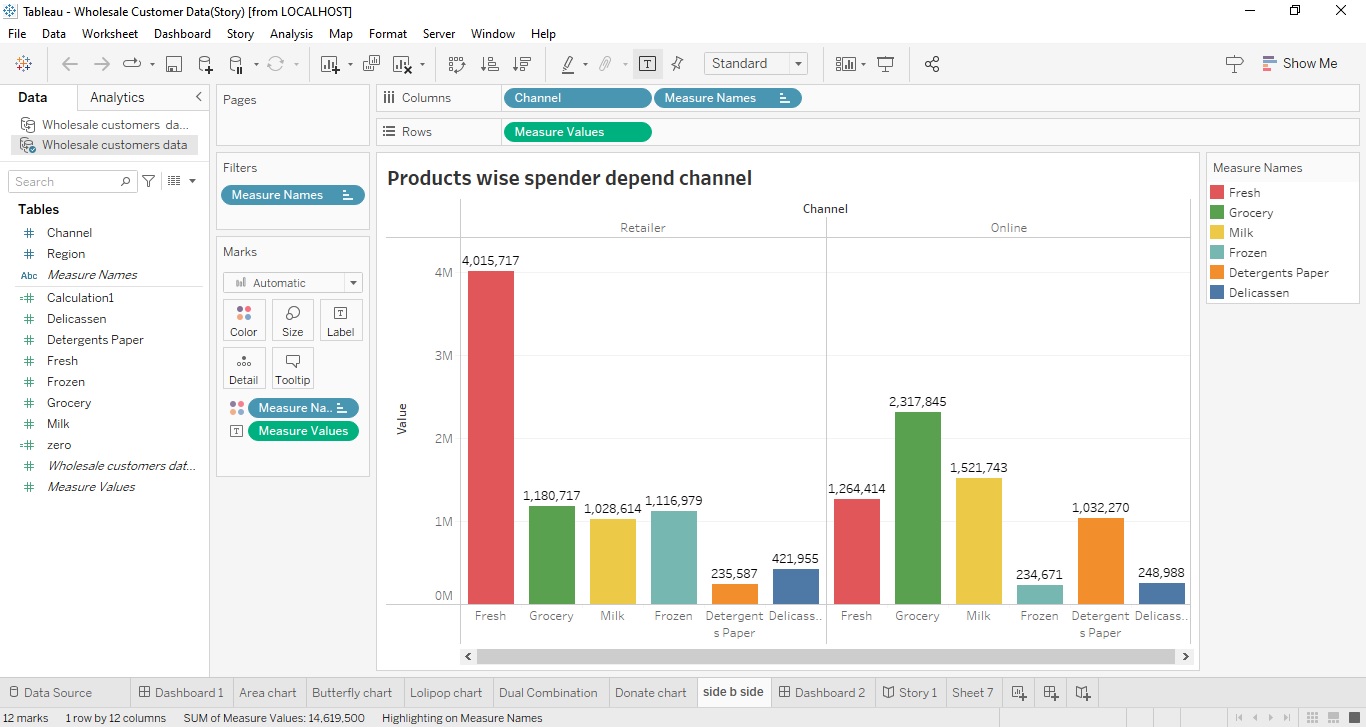 Tableau - Wholesale Customer Data(Story) [from LOCALHOST]
File Data Worksheet Dashboard Story Analysis Map Format Server Window Help
Standard
Show Me
Data Analytics
Wholesale customers da...
Wholesale customers data
Search
Tables
Channel
Region
Abc Measure Names
Calculation1
Delicassen
Detergents Paper
Fresh
Frozen
Grocery
Milk
zero
Wholesale customers dat...
Measure Values
Pages
Filters
Measure Names
Marks
Automatic
Color Size Label
Detail Tooltip
Measure Na..
Measure Values
Columns Channel Measure Names
Rows Measure Values
Products wise spender depend channel
Channel
Retailer Online
Value
4M
3M
2M
1M
0M
4,015,717
1,180,717
1,028,614
1,116,979
235,587
421,955
1,264,414
2,317,845
1,521,743
234,671
1,032,270
248,988
Fresh Grocery Milk Frozen Detergent Delicass.. Fresh Grocery Milk Frozen Detergent Delicass..
s Paper s Paper
Measure Names
Fresh
Grocery
Milk
Frozen
Detergents Paper
Delicassen
Data Source Dashboard 1 Area chart Butterfly chart Lolipop chart Dual Combination Donate chart side b side Dashboard 2 Story 1 Sheet 7
12 marks 1 row by 12 columns SUM of Measure Values: 14,619,500 Highlighting on Measure Names